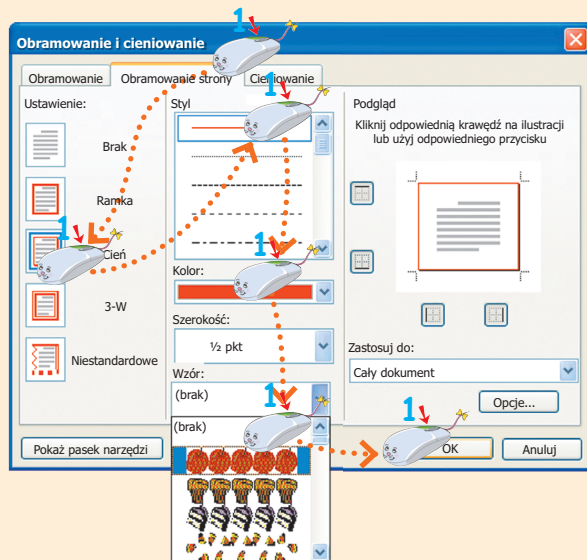 Obramowanie i cieniowanie
1
Obramowanie
Obramowanie strony
Cieniowanie
1
Ustawienie:
Styl
Podgląd
Kliknij odpowiednią krawędź na ilustracji
lub użyj odpowiedniego przycisku
Brak
Ramka
1
Cień
3-W
Niestandardowe
1
Kolor:
Szerokość:
½ pkt
Wzór:
(brak)
(brak)
1
Zastosuj do:
Cały dokument
Opcje...
1
Pokaż pasek narzędzi
OK
Anuluj